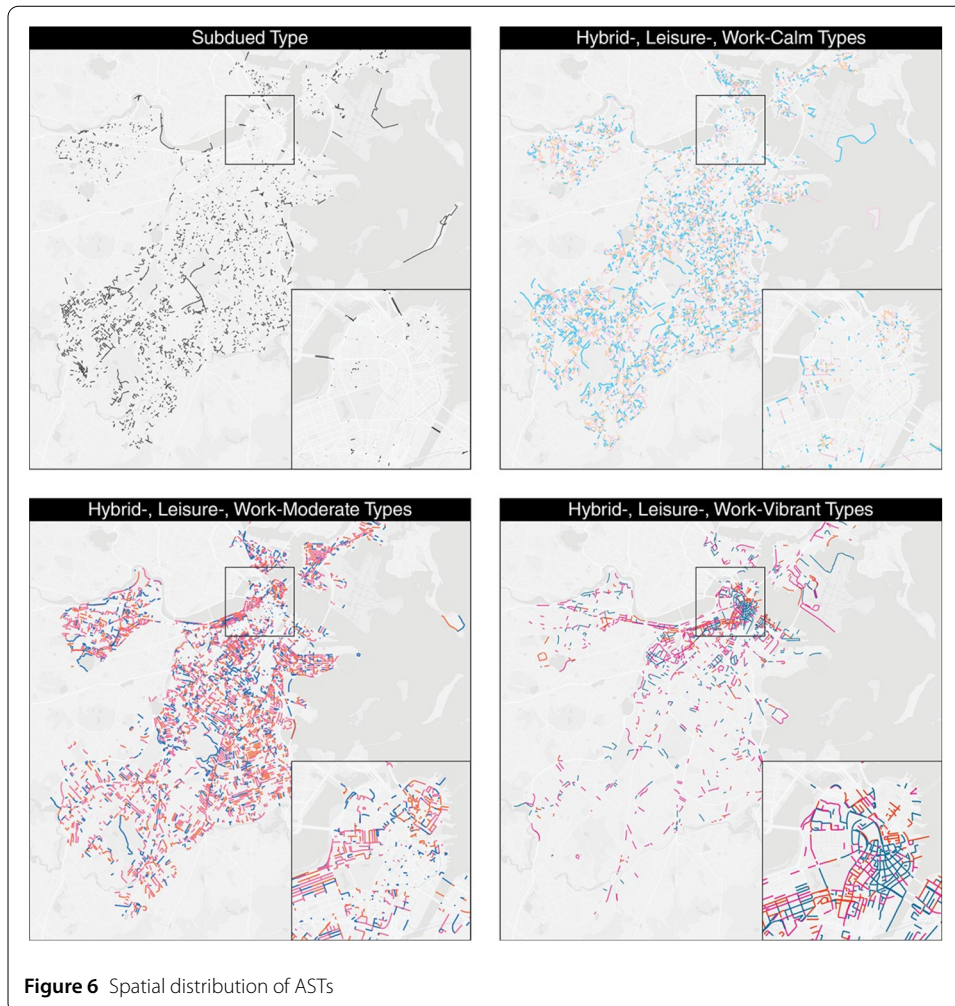 Subdued Type
Hybrid-, Leisure-, Work-Calm Types
Hybrid-, Leisure-, Work-Moderate Types
Hybrid-, Leisure-, Work-Vibrant Types
Figure 6 Spatial distribution of ASTs